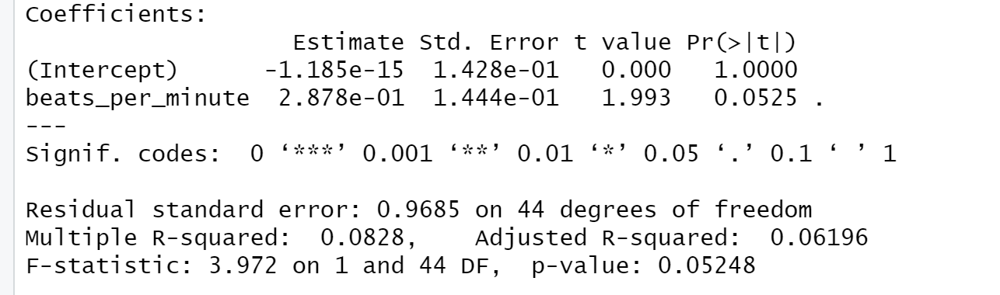 Coefficients:
Estimate Std. Error t value Pr(>|t|)
(Intercept) -1.185e-15 1.428e-01 0.000 1.0000
beats_per_minute 2.878e-01 1.444e-01 1.993 0.0525 .
---
Signif. codes: 0 ‘***’ 0.001 ‘**’ 0.01 ‘*’ 0.05 ‘.’ 0.1 ‘ ’ 1
Residual standard error: 0.9685 on 44 degrees of freedom
Multiple R-squared: 0.0828, Adjusted R-squared: 0.06196
F-statistic: 3.972 on 1 and 44 DF, p-value: 0.05248